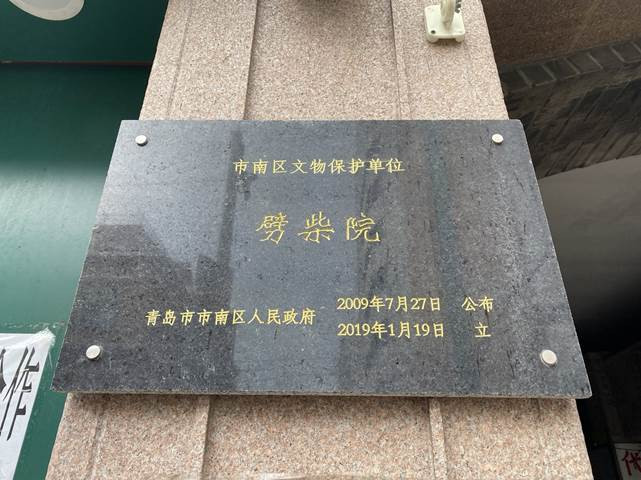 市南区文物保护单位
劈柴院
青岛市市南区人民政府 2009年7月27日 公布
2019年1月19日 立
作
代